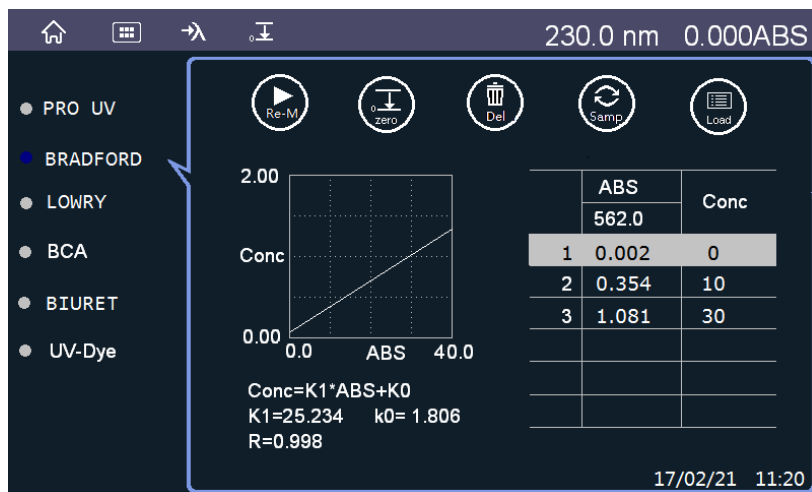 230.0 nm 0.000ABS
PRO UV
BRADFORD
LOWRY
BCA
BIURET
UV-Dye
Re-M
0 zero
Del
Samp
Load
2.00
Conc
0.00
0.0 ABS 40.0
Conc=K1*ABS+K0
K1=25.234 k0= 1.806
R=0.998
ABS Conc
562.0
1 0.002 0
2 0.354 10
3 1.081 30
17/02/21 11:20